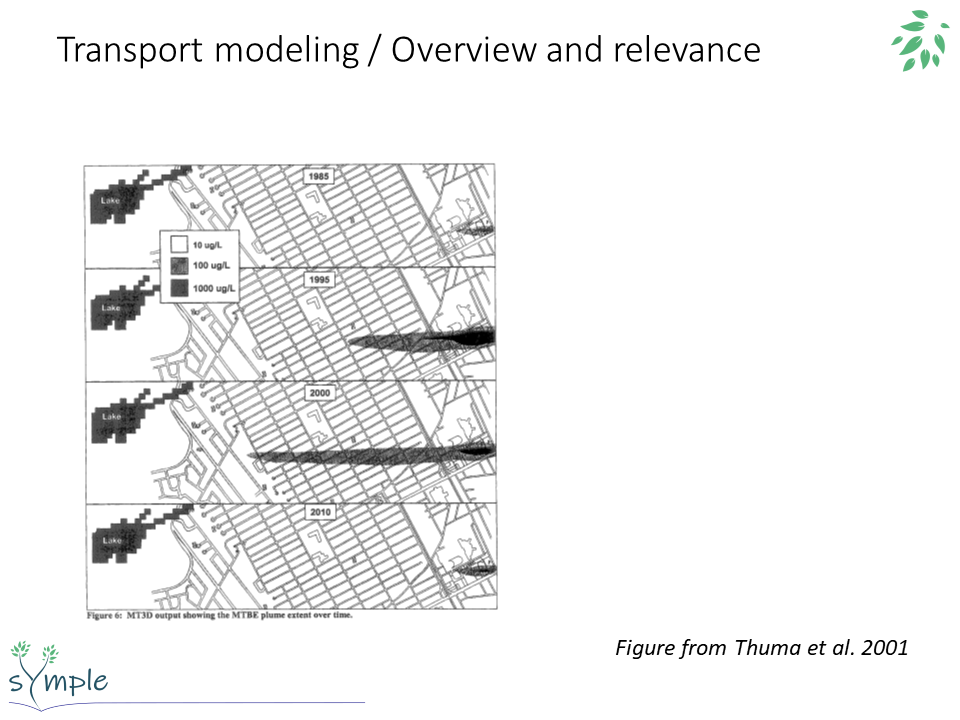 Transport modeling / Overview and relevance
1985
Lake
10 ug/L
100 ug/L
1000 ug/L
1995
Lake
2000
Lake
2010
Lake
Figure 6: MT3D output showing the MTBE plume extent over time.
Figure from Thuma et al. 2001
sYmple